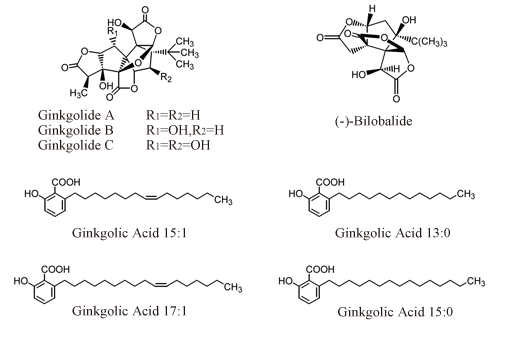 HO
O
O
O
R1
O
O
CH3
CH3
CH3
O
O
O
OH
H3C
R2
O
O
Ginkgolide A R1=R2=H
Ginkgolide B R1=OH,R2=H
Ginkgolide C R1=R2=OH
H
O
OH
O
O
O
C(CH3)3
HO
H
O
O
O
(-)-Bilobalide
COOH
HO
CH3
Ginkgolic Acid 15:1
COOH
HO
CH3
Ginkgolic Acid 13:0
COOH
HO
CH3
Ginkgolic Acid 17:1
COOH
HO
CH3
Ginkgolic Acid 15:0